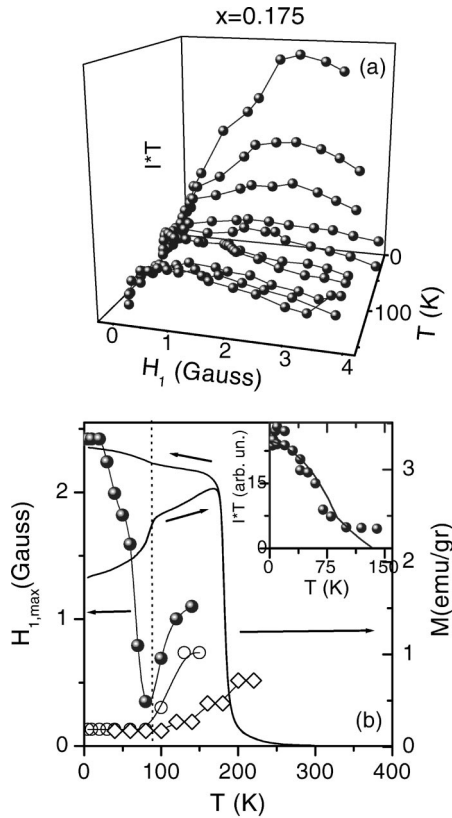 x=0.175
(a)
I*T
0
100
T (K)
0
1
2
3
4
H1 (Gauss)
2
1
0
H1,max(Gauss)
I*T (arb. un.)
15
0
0
75
150
T (K)
3
2
1
0
M(emu/gr)
(b)
0
100
200
300
400
T (K)